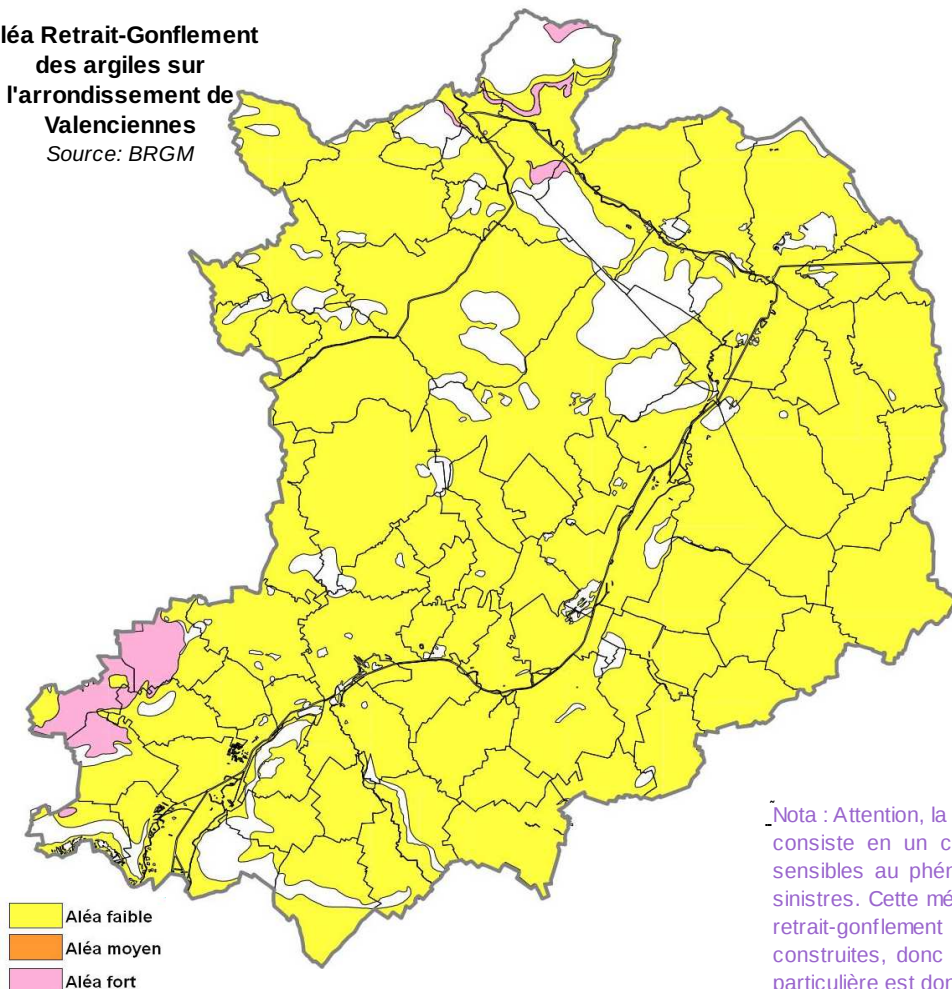 léa Retrait-Gonflement
des argiles sur
l'arrondissement de
Valenciennes
Source: BRGM
Aléa faible
Aléa moyen
Aléa fort
Nota : Attention, la
consiste en un c
sensibles au phér
sinistres. Cette mé
retrait-gonflement
construites, donc
particulière est don